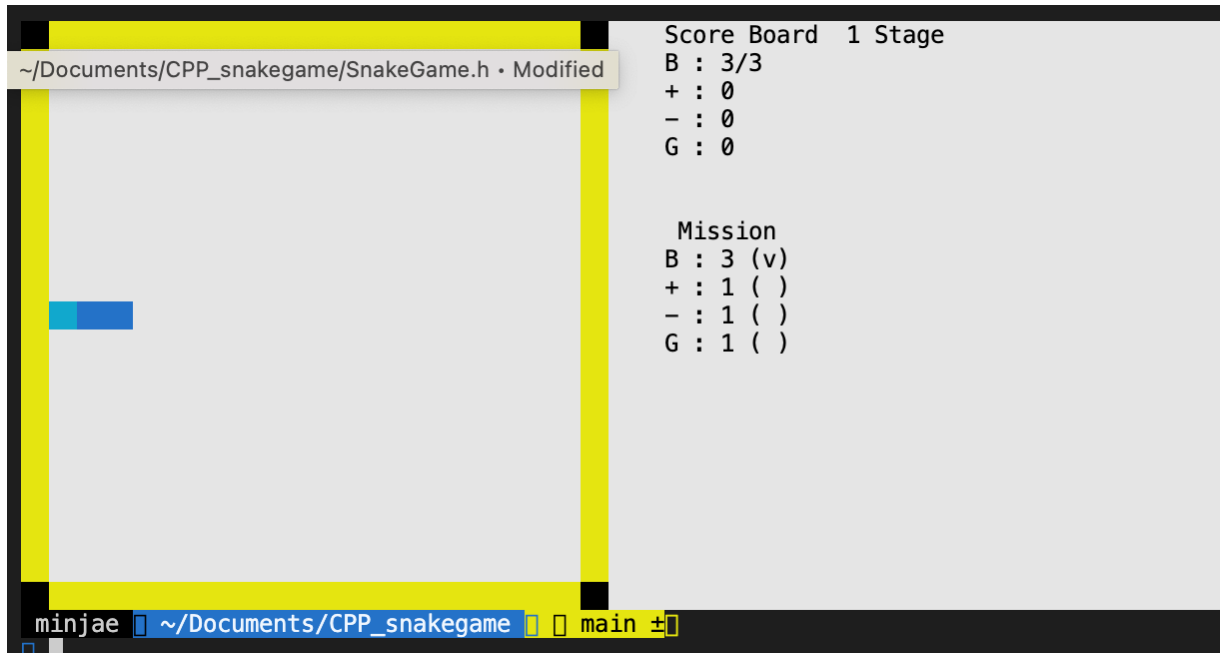 Score Board  1 Stage
~/Documents/CPP_snakegame/SnakeGame.h • Modified
B : 3/3
+ : 0
- : 0
G : 0
Mission
B : 3 (v)
+ : 1 ( )
- : 1 ( )
G : 1 ( )
minjae ~/Documents/CPP_snakegame main ±